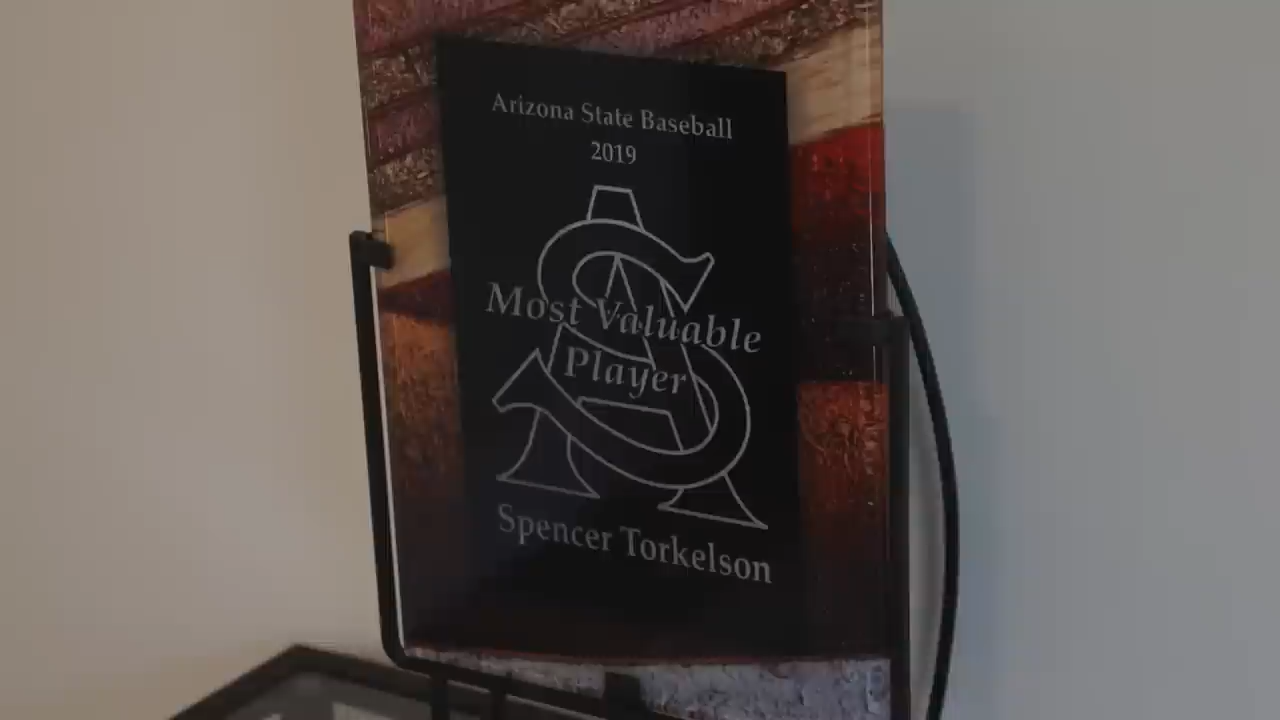 Arizona State Baseball
2019
Most Valuable
Player
Spencer Torkelson